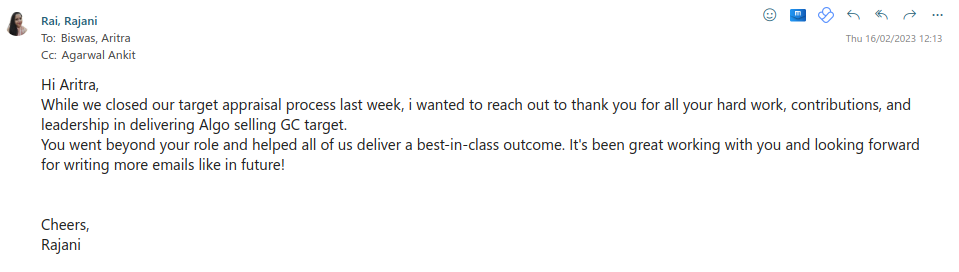 Rai, Rajani
To: Biswas, Aritra
Cc: Agarwal Ankit
Thu 16/02/2023 12:13
Hi Aritra,
While we closed our target appraisal process last week, i wanted to reach out to thank you for all your hard work, contributions, and
leadership in delivering Algo selling GC target.
You went beyond your role and helped all of us deliver a best-in-class outcome. It's been great working with you and looking forward
for writing more emails like in future!
Cheers,
Rajani